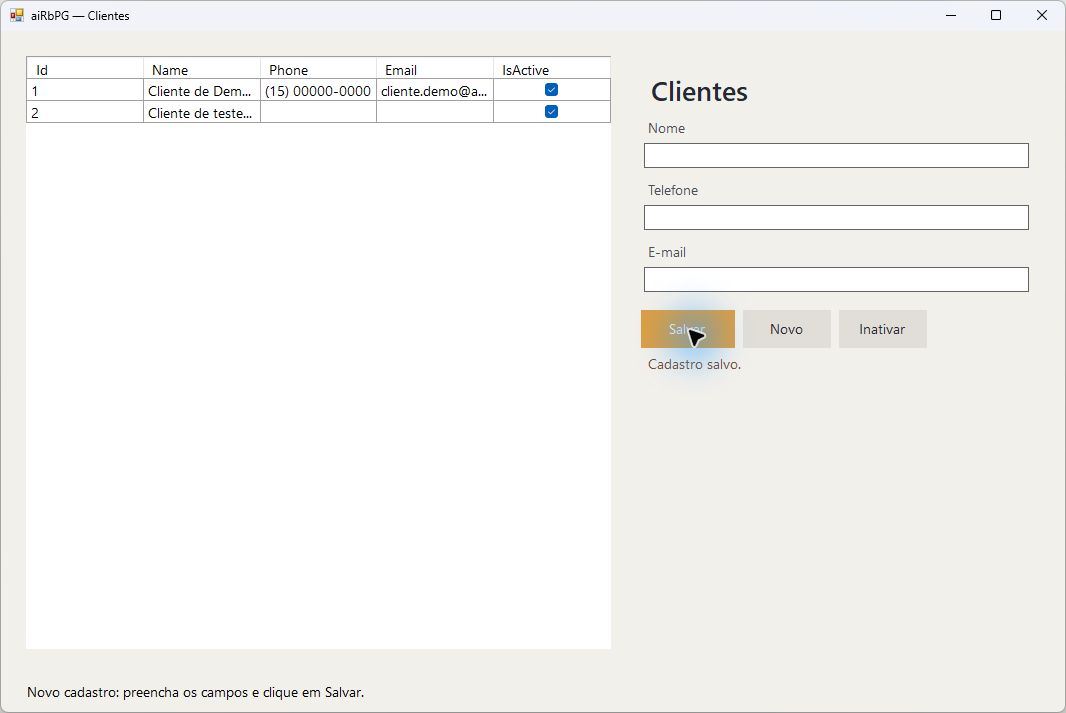 aiRbPG — Clientes
Id Name Phone Email IsActive
1 Cliente de Dem... (15) 00000-0000 cliente.demo@a...
2 Cliente de teste...
Clientes
Nome
Telefone
E-mail
Salvar Novo Inativar
Cadastro salvo.
Novo cadastro: preencha os campos e clique em Salvar.